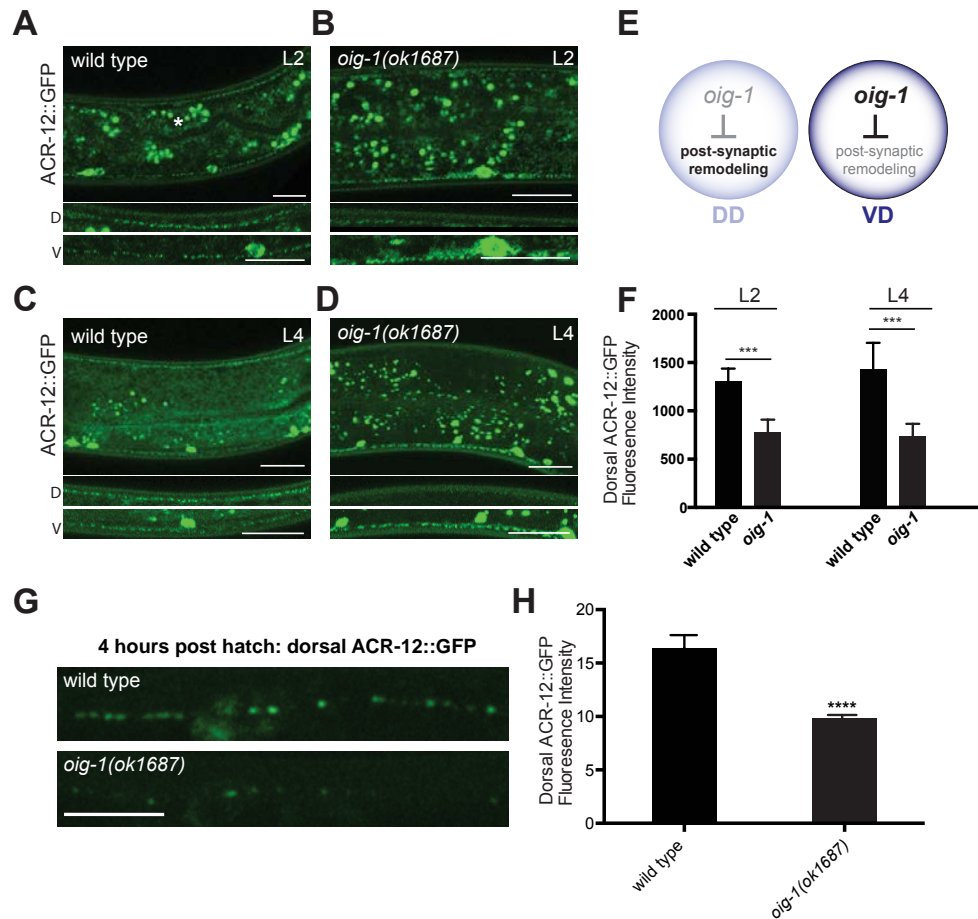 A
wild type
L2
ACR-12::GFP
*
D
V
B
oig-1(ok1687)
L2
C
wild type
L4
ACR-12::GFP
D
V
D
oig-1(ok1687)
L4
E
oig-1
post-synaptic
remodeling
DD
oig-1
post-synaptic
remodeling
VD
F
L2
L4
***
***
2000
1500
1000
500
0
Dorsal ACR-12::GFP
Fluoresence Intensity
wild type
oig-1
wild type
oig-1
G
4 hours post hatch: dorsal ACR-12::GFP
wild type
oig-1(ok1687)
H
20
15
10
5
0
Dorsal ACR-12::GFP
Fluoresence Intensity
****
wild type
oig-1(ok1687)